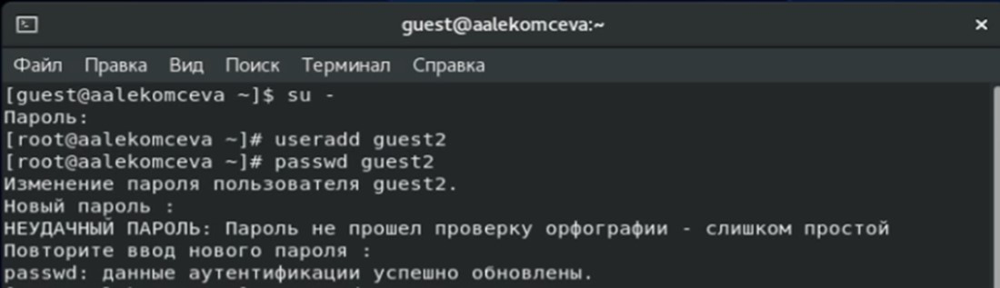 guest@aalekomceva:~
Файл Правка Вид Поиск Терминал Справка
[guest@aalekomceva ~]$ su -
Пароль:
[root@aalekomceva ~]# useradd guest2
[root@aalekomceva ~]# passwd guest2
Изменение пароля пользователя guest2.
Новый пароль :
НЕУДАЧНЫЙ ПАРОЛЬ: Пароль не прошел проверку орфографии - слишком простой
Повторите ввод нового пароля :
passwd: данные аутентификации успешно обновлены.